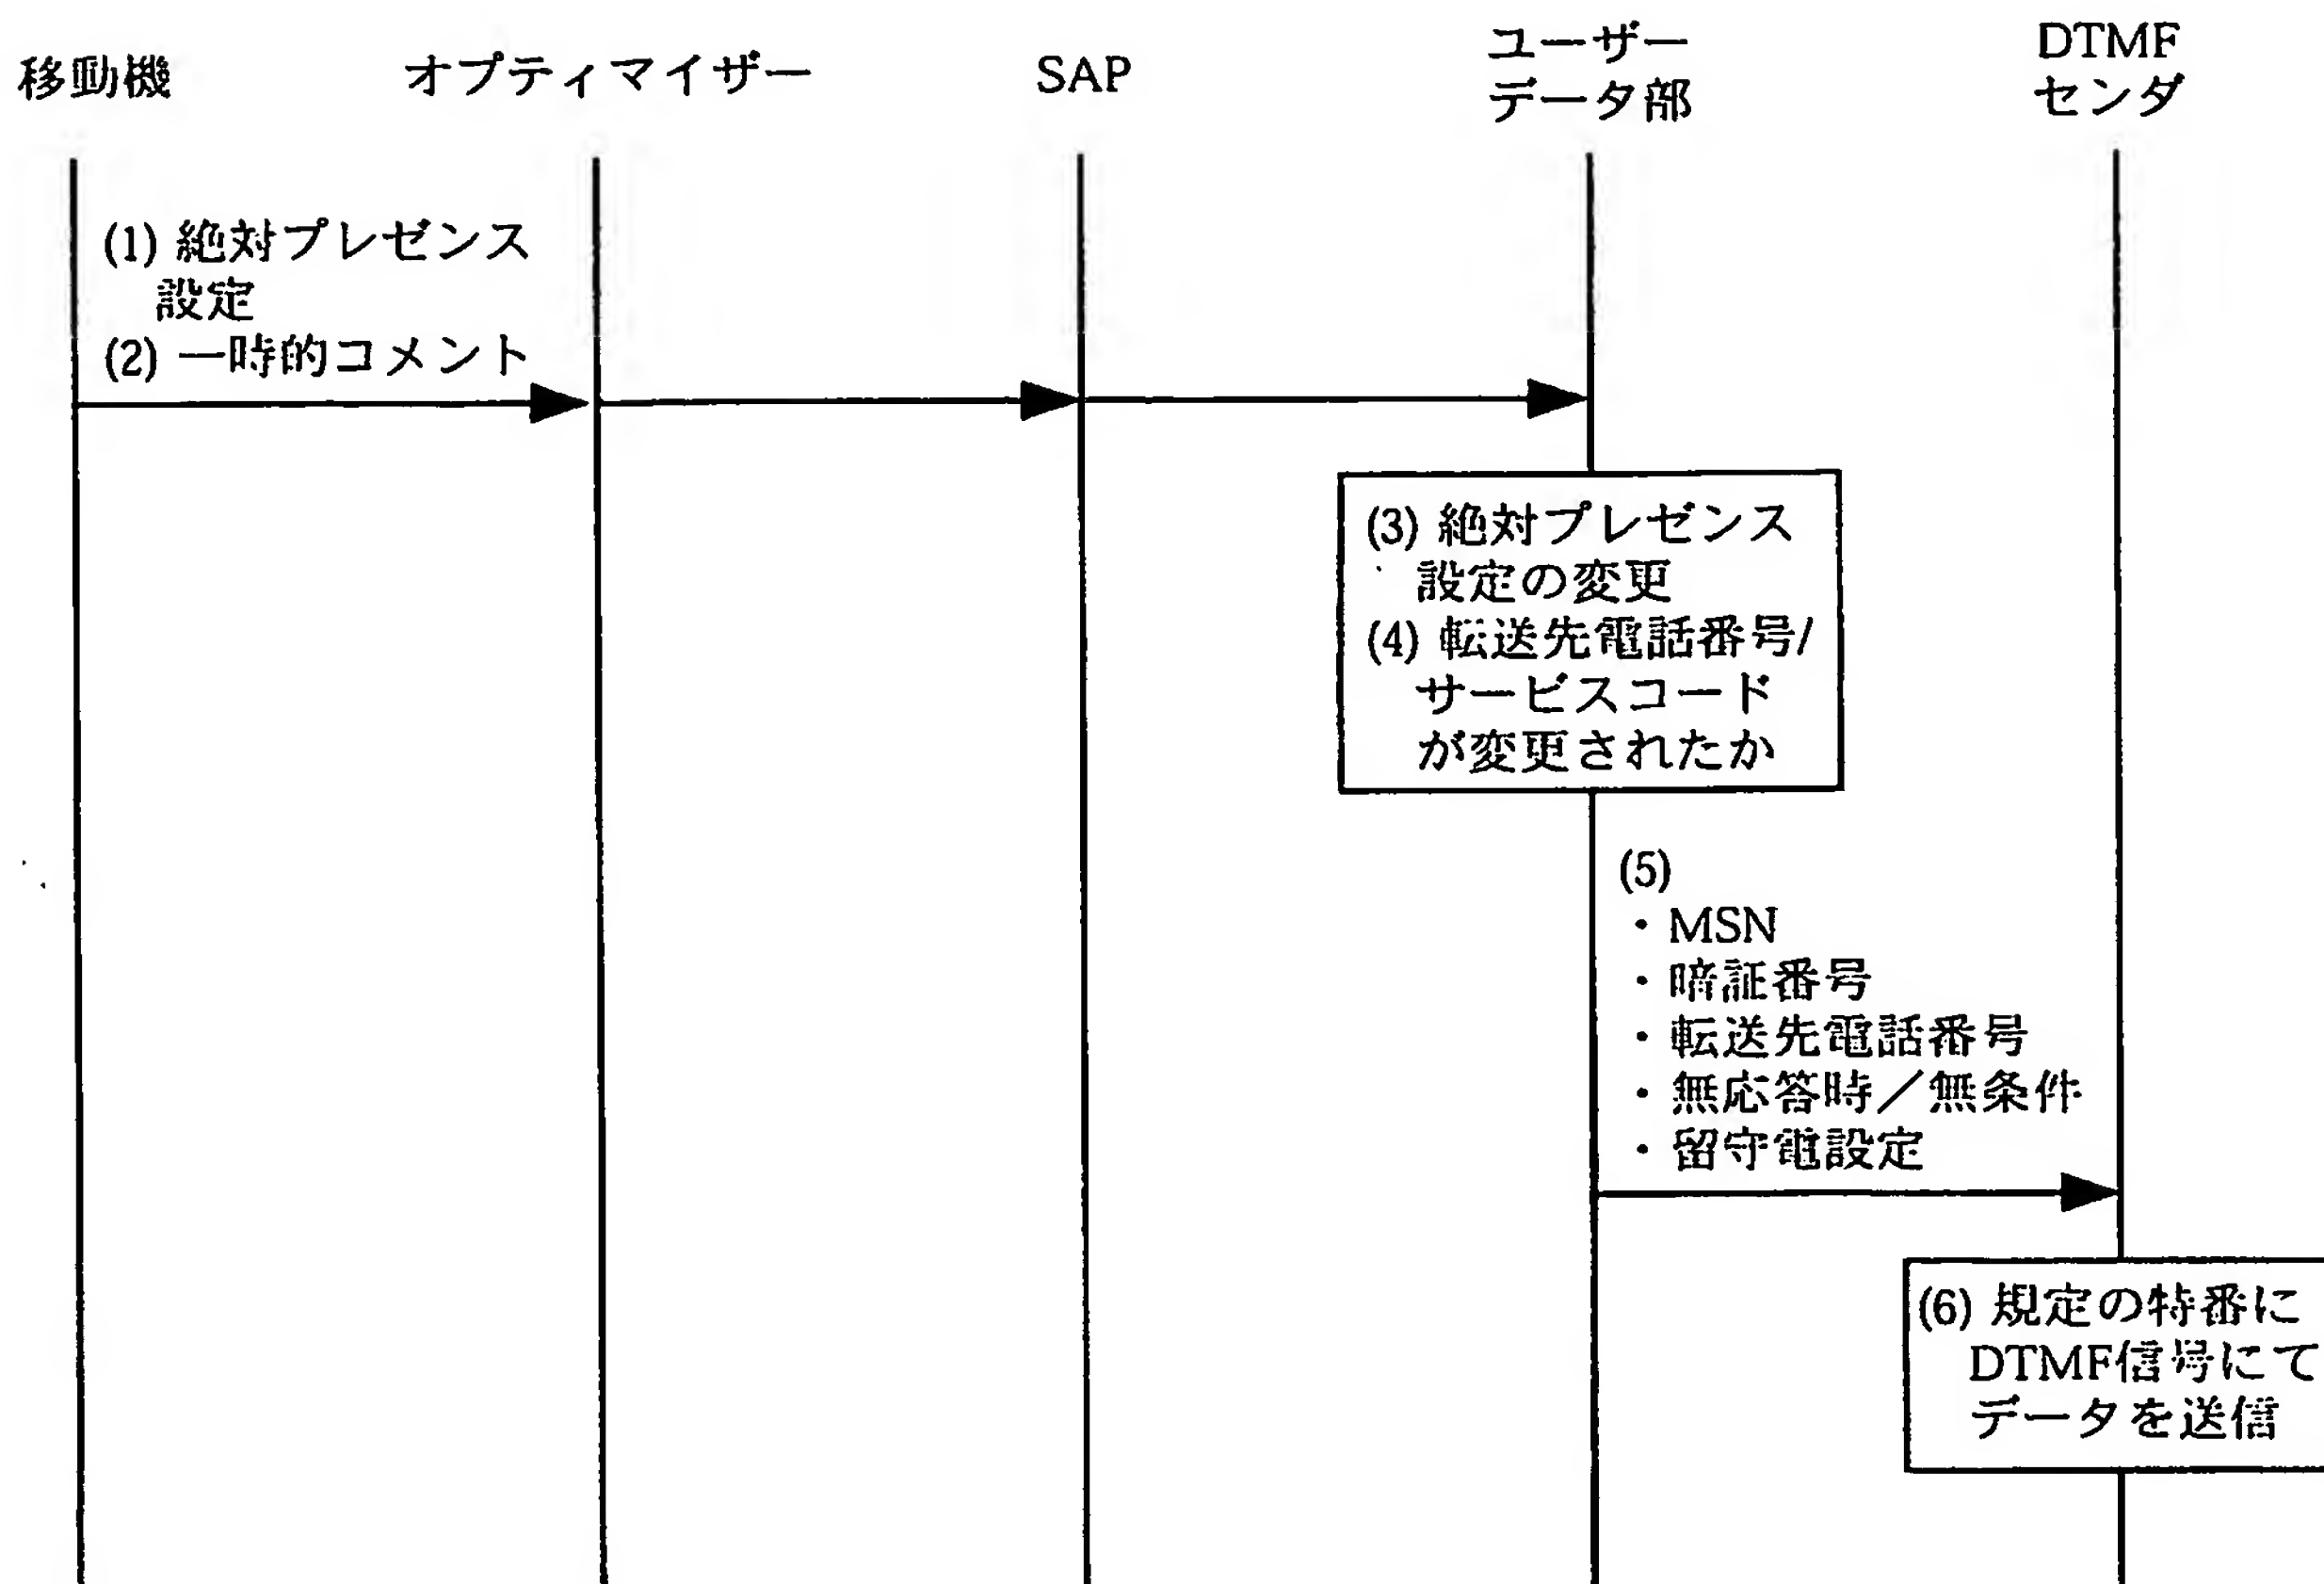 移動機
オプティマイザー
SAP
ユーザー
データ部
DTMF
センダ
(1) 絶対プレゼンス
設定
(2) 一時的コメント
(3) 絶対プレゼンス
設定の変更
(4) 転送先電話番号/
サービスコード
が変更されたか
(5)
・MSN
・暗証番号
・転送先電話番号
・無応答時／無条件
・留守電設定
(6) 規定の特番に
DTMF信号にて
データを送信